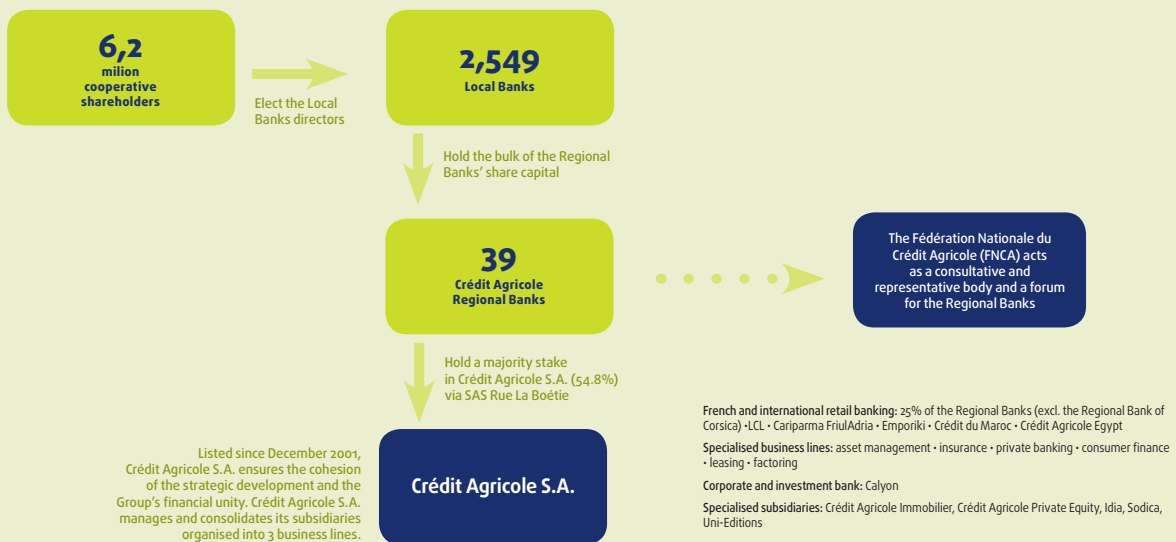 6,2
milion
cooperative
shareholders
Elect the Local
Banks directors
2,549
Local Banks
Hold the bulk of the Regional
Banks' share capital
39
Crédit Agricole
Regional Banks
The Fédération Nationale du
Crédit Agricole (FNCA) acts
as a consultative and
representative body and a forum
for the Regional Banks
Hold a majority stake
in Crédit Agricole S.A. (54.8%)
via SAS Rue La Boétie
Listed since December 2001,
Crédit Agricole S.A. ensures the cohesion
of the strategic development and the
Group's financial unity. Crédit Agricole S.A.
manages and consolidates its subsidiaries
organised into 3 business lines.
Crédit Agricole S.A.
French and international retail banking: 25% of the Regional Banks (excl. the Regional Bank of
Corsica) •LCL • Cariparma FriulAdria • Emporiki • Crédit du Maroc • Crédit Agricole Egypt
Specialised business lines: asset management • insurance • private banking • consumer finance
• leasing • factoring
Corporate and investment bank: Calyon
Specialised subsidiaries: Crédit Agricole Immobilier, Crédit Agricole Private Equity, Idia, Sodica,
Uni-Editions